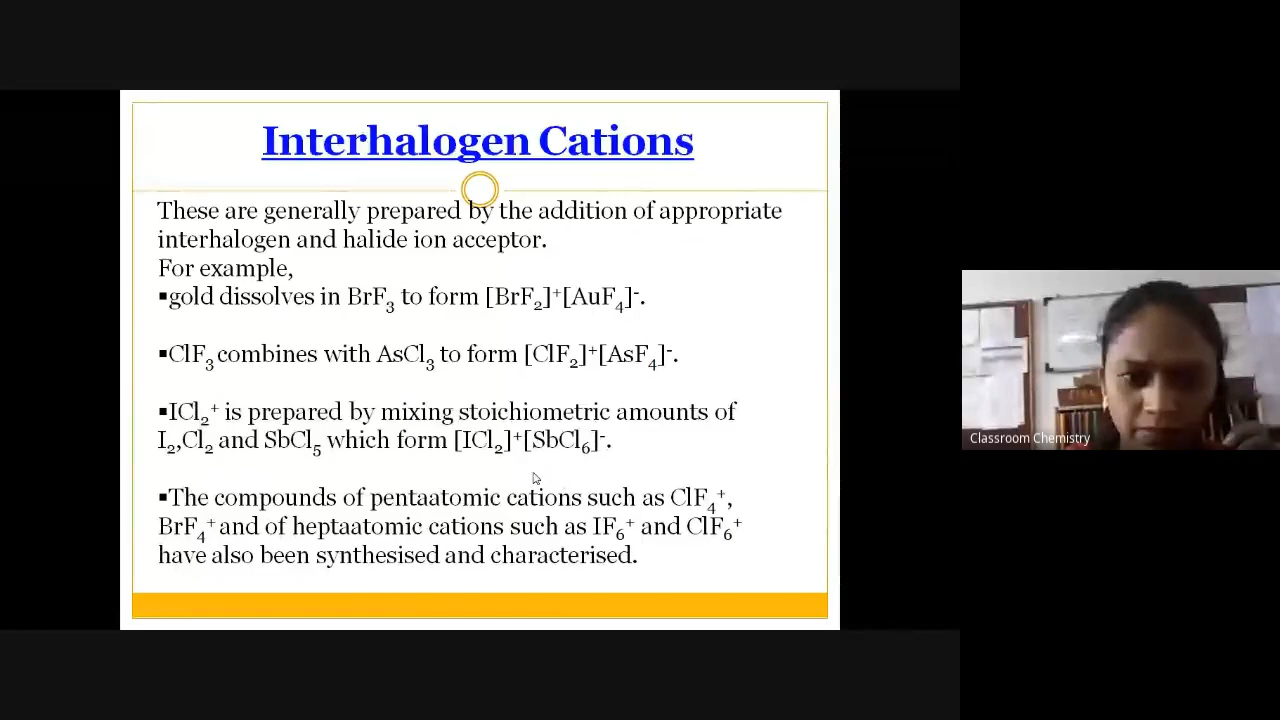 Interhalogen Cations
These are generally prepared by the addition of appropriate
interhalogen and halide ion acceptor.
For example,
▪gold dissolves in BrF₃ to form [BrF₂]⁺[AuF₄]⁻.
▪ClF₃ combines with AsCl₃ to form [ClF₂]⁺[AsF₄]⁻.
▪ICl₂⁺ is prepared by mixing stoichiometric amounts of
I₂,Cl₂ and SbCl₅ which form [ICl₂]⁺[SbCl₆]⁻.
▪The compounds of pentaatomic cations such as ClF₄⁺,
BrF₄⁺ and of heptaatomic cations such as IF₆⁺ and ClF₆⁺
have also been synthesised and characterised.
Classroom Chemistry